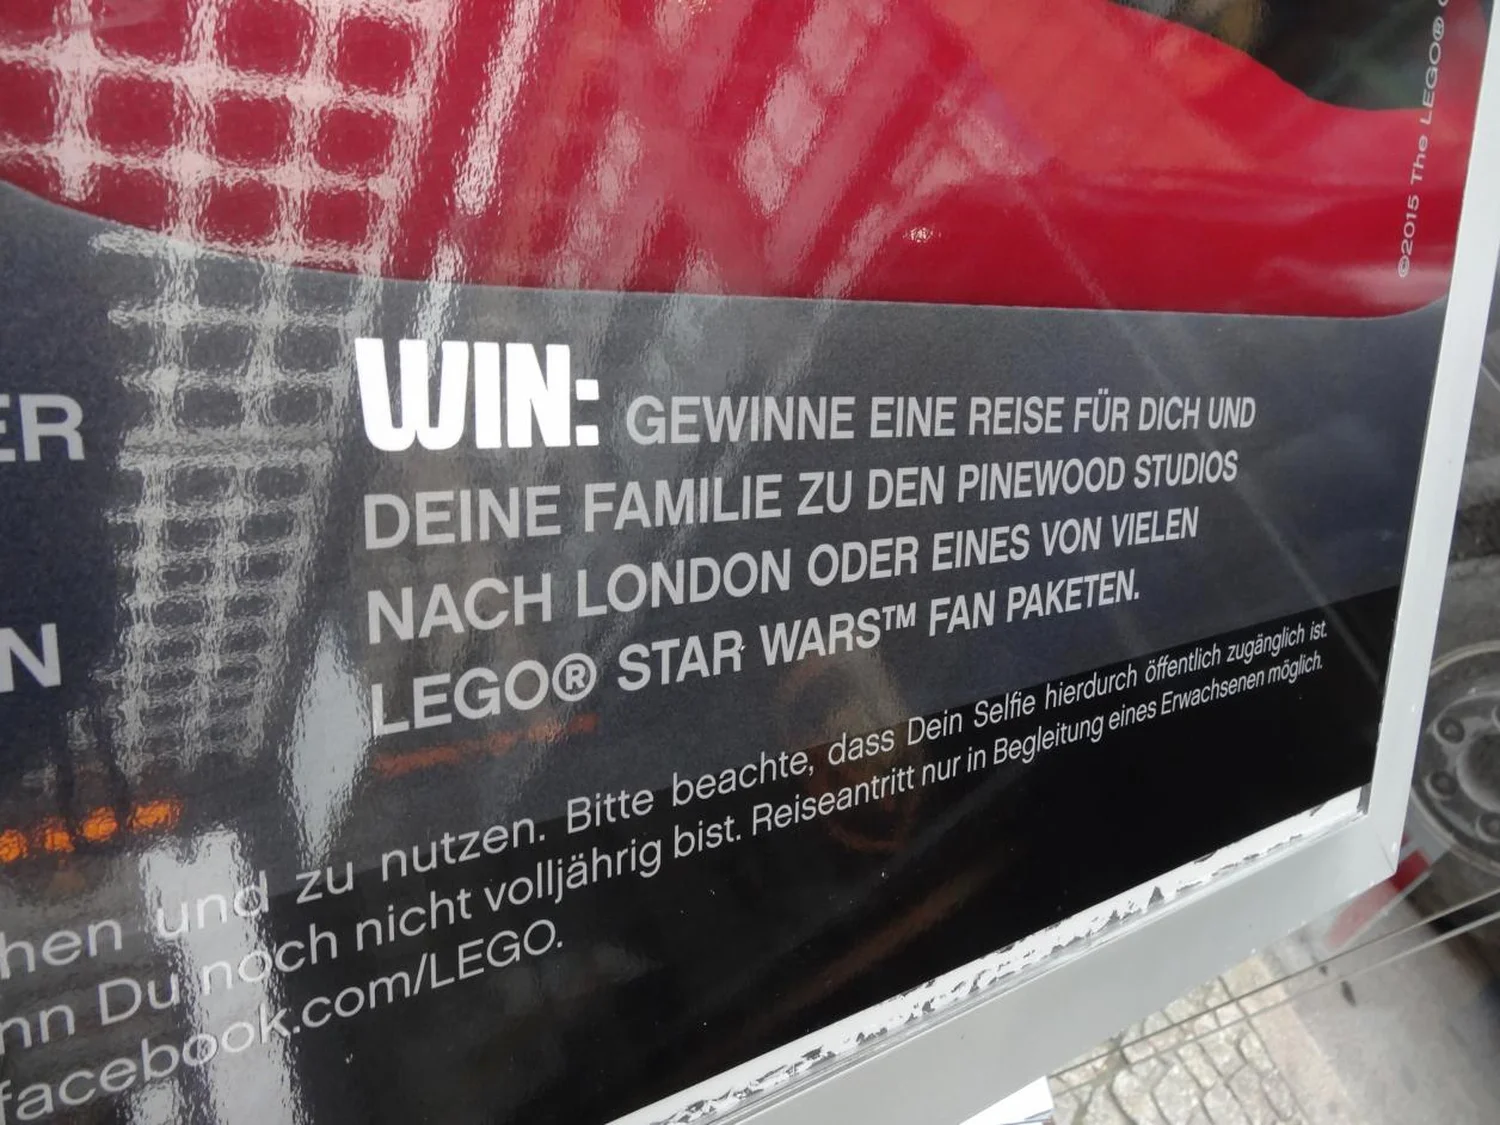 ©2015 The LEGO®
ER
N
WIN: GEWINNE EINE REISE FÜR DICH UND
DEINE FAMILIE ZU DEN PINEWOOD STUDIOS
NACH LONDON ODER EINES VON VIELEN
LEGO® STAR WARS™ FAN PAKETEN.
hen und zu nutzen. Bitte beachte, dass Dein Selfie hierdurch öffentlich zugänglich ist.
nn Du noch nicht volljährig bist. Reiseantritt nur in Begleitung eines Erwachsenen möglich.
facebook.com/LEGO.